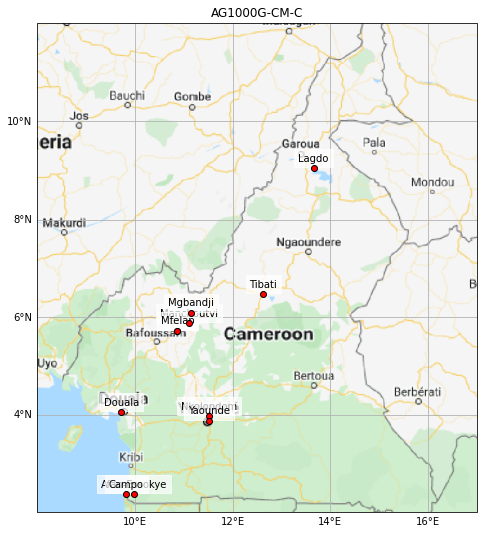 AG1000G-CM-C
Bauchi
Gombe
Jos
10°N
eria
Garoua
Pala
Lagdo
Mondou
8°N
Makurdi
Ngaoundere
Tibati
6°N
Mgbandji
Mfelap
Bafoussam
Cameroon
Uyo
Bertoua
Berbérati
Douala
4°N
Yaounde
Kribi
Campo
kye
10°E
12°E
14°E
16°E